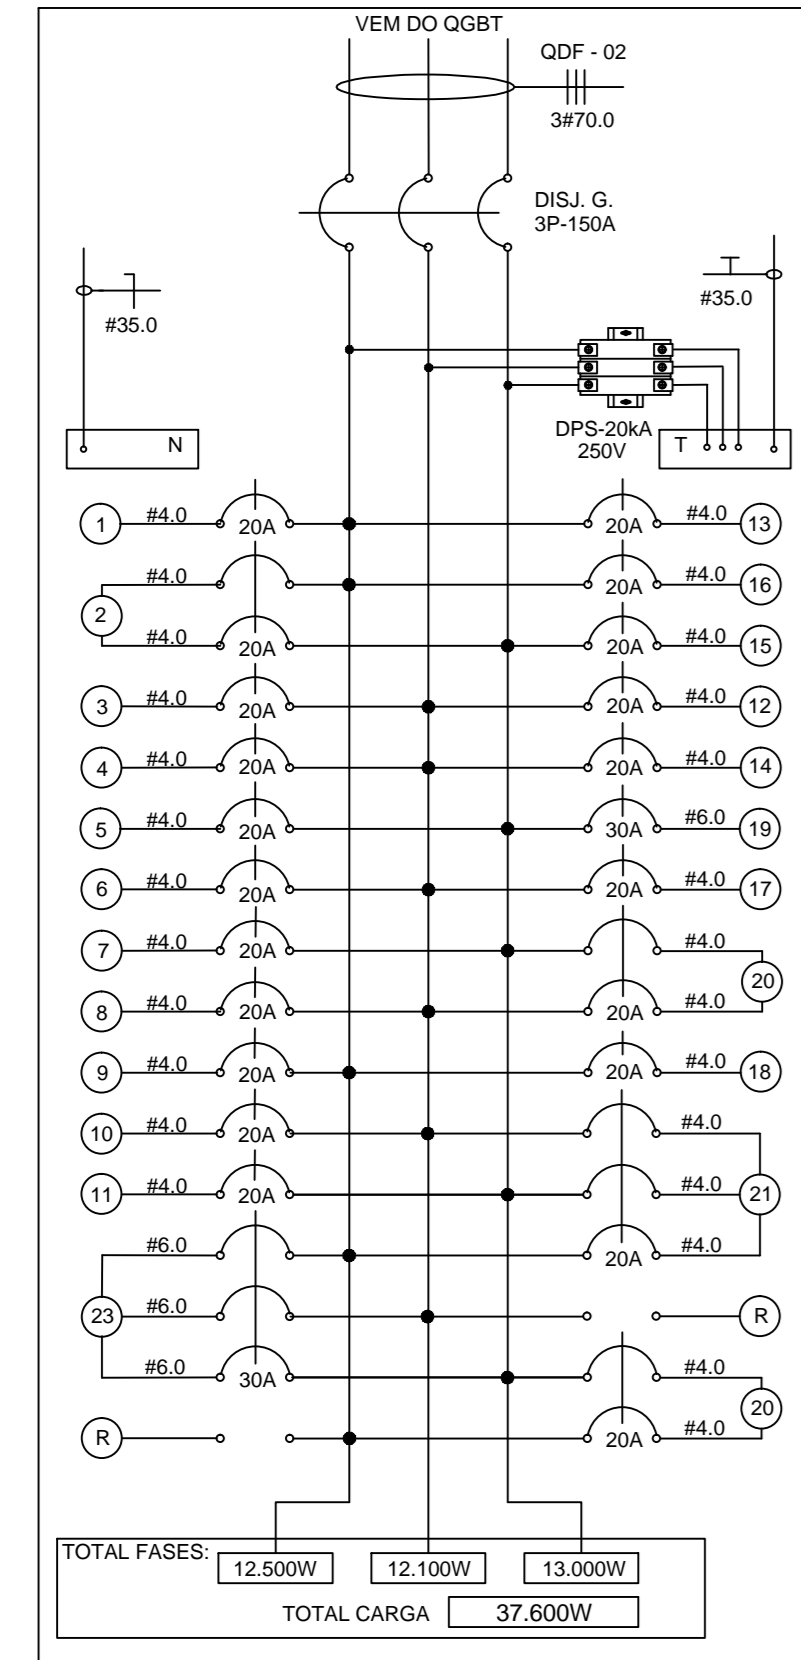 VEM DO QGBT
QDF - 02
3#70.0
DISJ. G.
3P-150A
#35.0
#35.0
DPS-20kA
250V
N
T
1 #4.0 20A 20A #4.0 13
#4.0 20A #4.0 16
2
#4.0 20A 20A #4.0 15
3 #4.0 20A 20A #4.0 12
4 #4.0 20A 20A #4.0 14
5 #4.0 20A 30A #6.0 19
6 #4.0 20A 20A #4.0 17
7 #4.0 20A #4.0
20
8 #4.0 20A 20A #4.0
9 #4.0 20A 20A #4.0 18
10 #4.0 20A #4.0
11 #4.0 20A #4.0 21
#6.0 20A #4.0
23 #6.0 R
#6.0 30A #4.0
20
R 20A #4.0
TOTAL FASES:
12.500W 12.100W 13.000W
TOTAL CARGA 37.600W